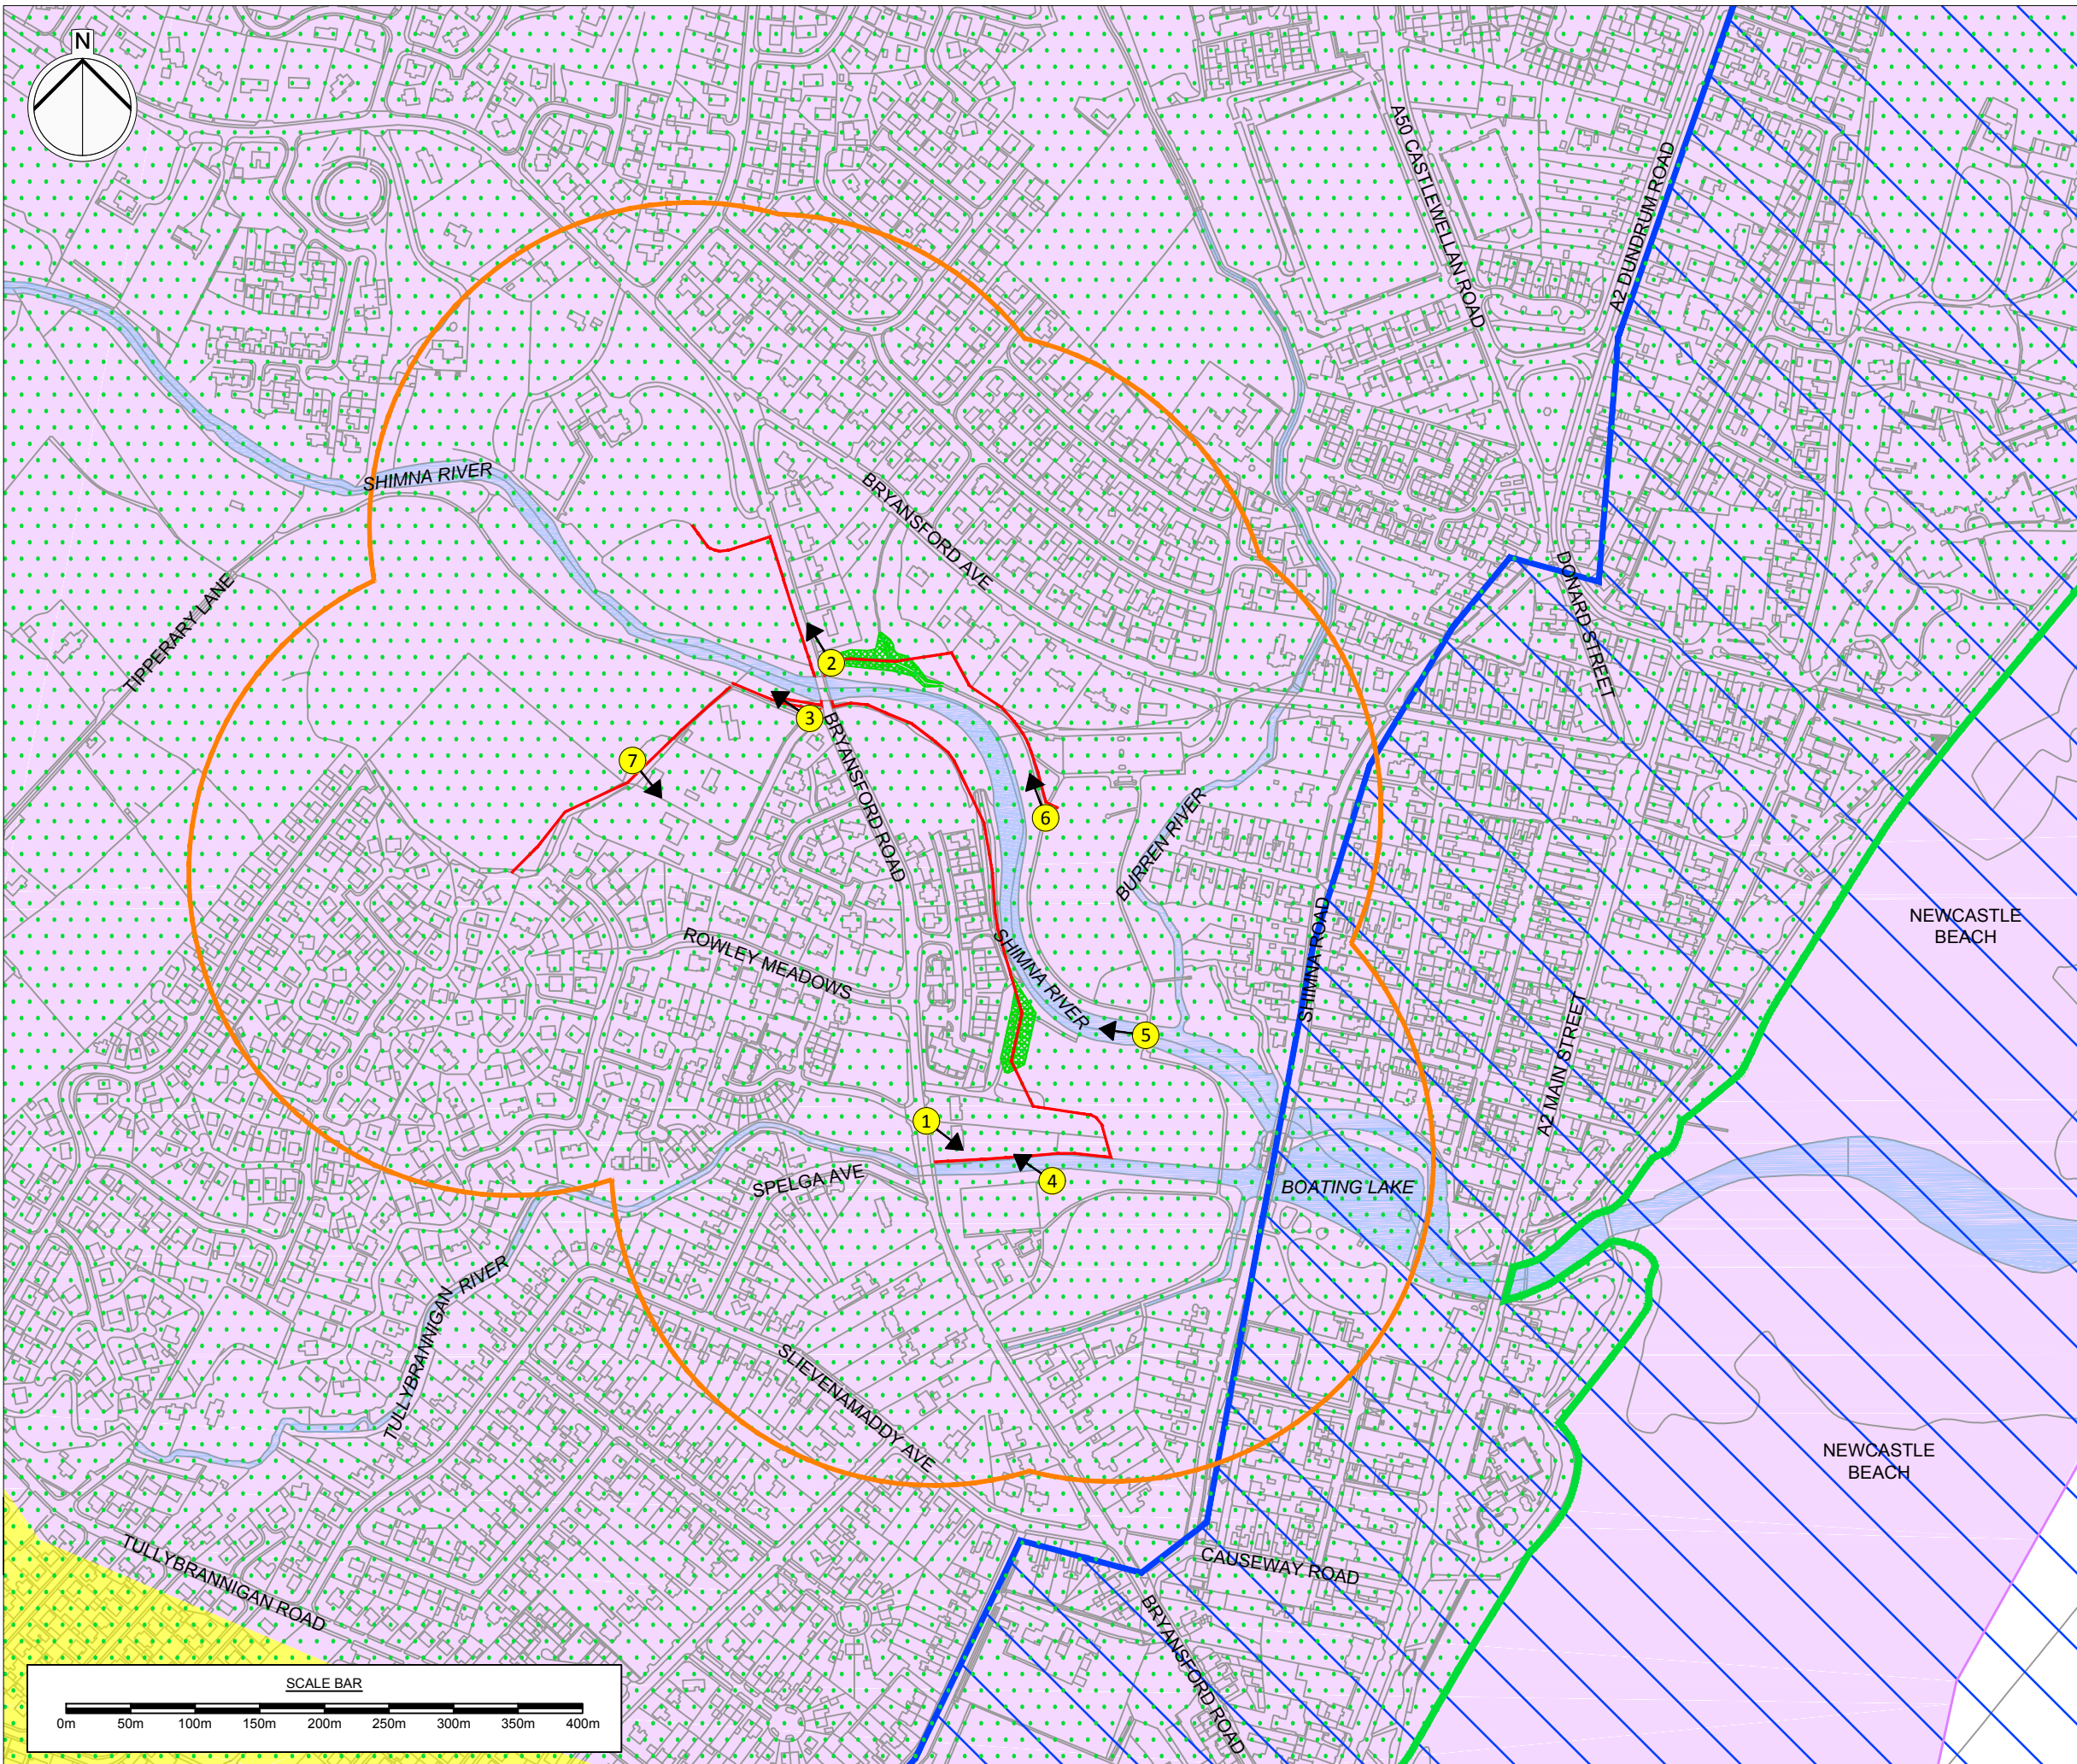 N
A50 CASTLEWELLAN ROAD
A2 DUNDRUM ROAD
SHIMNA RIVER
BRYANSFORD AVE
TIPPERARY LANE
DONARD STREET
2
3
BRYANSFORD ROAD
7
6
BURREN RIVER
NEWCASTLE
BEACH
ROWLEY MEADOWS
SHIMNA RIVER
SHIMNA ROAD
5
A2 MAIN STREET
1
4
SPELGA AVE
BOATING LAKE
TULLYBRANNIGAN RIVER
SLIEVENAMADDY AVE
NEWCASTLE
BEACH
TULLYBRANNIGAN ROAD
CAUSEWAY ROAD
BRYANSFORD ROAD
SCALE BAR
0m 50m 100m 150m 200m 250m 300m 350m 400m